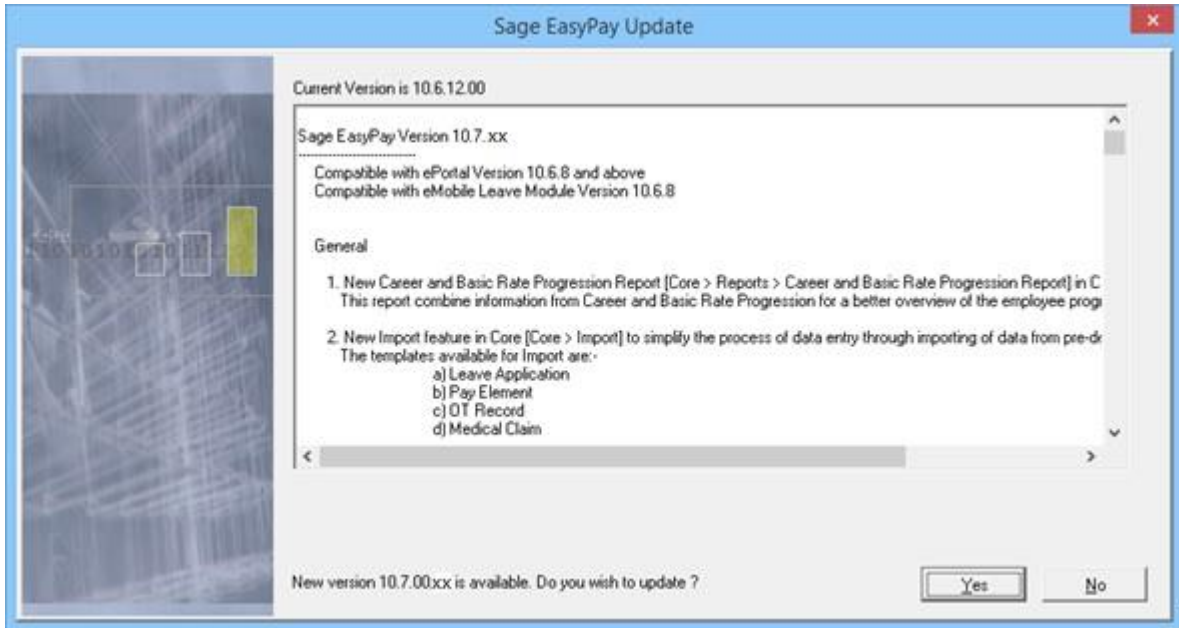 Sage EasyPay Update
Current Version is 10.6.12.00
Sage EasyPay Version 10.7.xx
------------------------
Compatible with ePortal Version 10.6.8 and above
Compatible with eMobile Leave Module Version 10.6.8
General
1. New Career and Basic Rate Progression Report [Core > Reports > Career and Basic Rate Progression Report] in C
This report combine information from Career and Basic Rate Progression for a better overview of the employee progr
2. New Import feature in Core [Core > Import] to simplify the process of data entry through importing of data from pre-de
The templates available for Import are:-
a) Leave Application
b) Pay Element
c) OT Record
d) Medical Claim
New version 10.7.00.xx is available. Do you wish to update ?
Yes
No